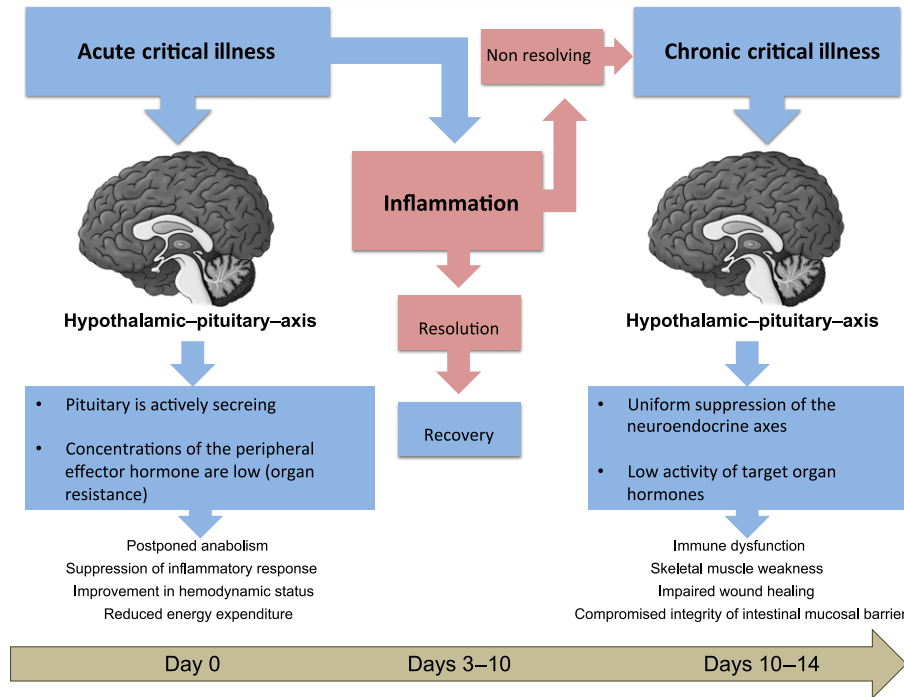 Acute critical illness
Non resolving
Chronic critical illness
Inflammation
Hypothalamic–pituitary–axis
Resolution
Hypothalamic–pituitary–axis
• Pituitary is actively secreing
• Concentrations of the peripheral
effector hormone are low (organ
resistance)
Recovery
• Uniform suppression of the
neuroendocrine axes
• Low activity of target organ
hormones
Postponed anabolism
Suppression of inflammatory response
Improvement in hemodynamic status
Reduced energy expenditure
Immune dysfunction
Skeletal muscle weakness
Impaired wound healing
Compromised integrity of intestinal mucosal barrier
Day 0
Days 3–10
Days 10–14